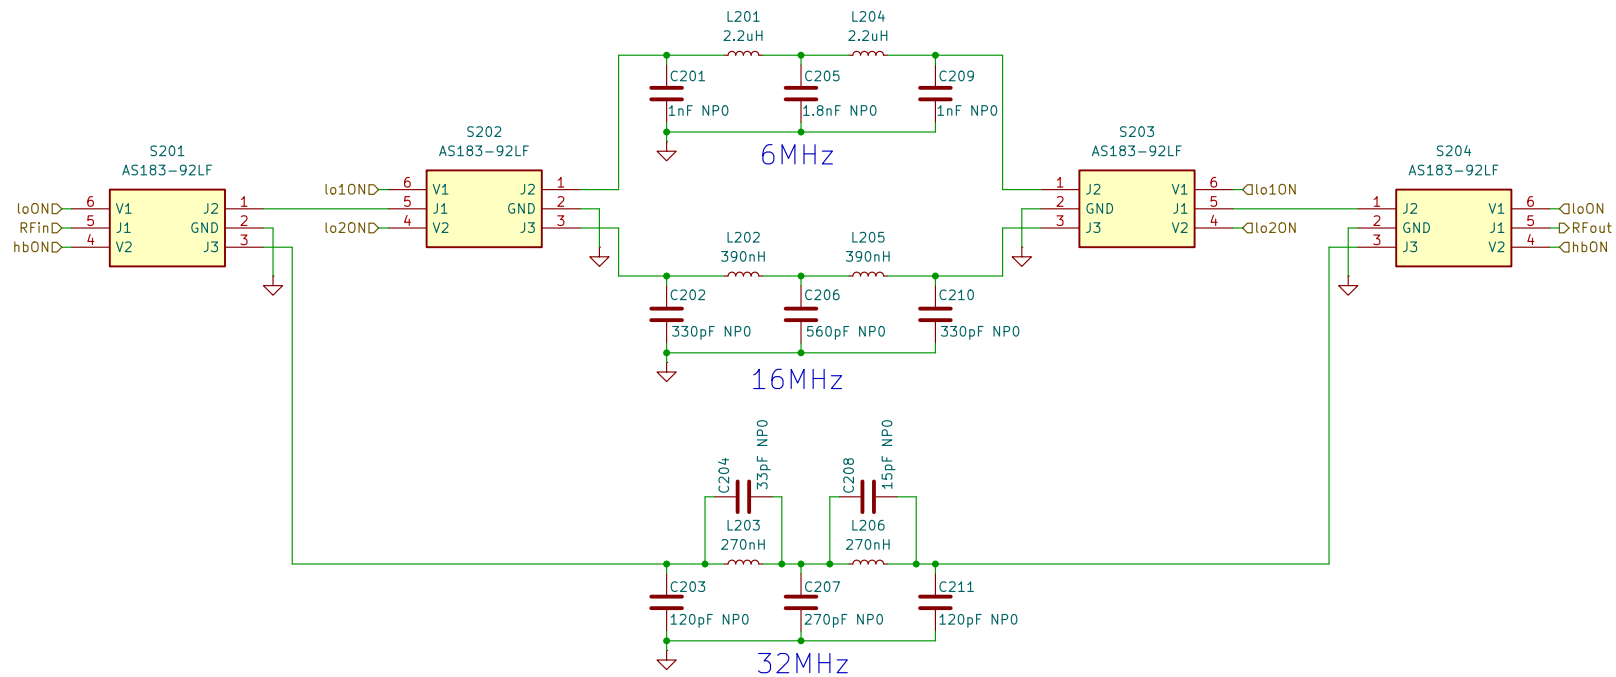 L201
2.2uH
L204
2.2uH
C201
1nF NP0
C205
1.8nF NP0
C209
1nF NP0
6MHz
S201
AS183-92LF
loON 6 V1 J2 1
RFin 5 J1 GND 2
hbON 4 V2 J3 3
S202
AS183-92LF
lo1ON 6 V1 J2 1
5 J1 GND 2
lo2ON 4 V2 J3 3
S203
AS183-92LF
1 J2 V1 6 lo1ON
2 GND J1 5
3 J3 V2 4 lo2ON
S204
AS183-92LF
1 J2 V1 6 loON
2 GND J1 5 RFout
3 J3 V2 4 hbON
L202
390nH
L205
390nH
C202
330pF NP0
C206
560pF NP0
C210
330pF NP0
16MHz
C204
33pF NP0
C208
15pF NP0
L203
270nH
L206
270nH
C203
120pF NP0
C207
270pF NP0
C211
120pF NP0
32MHz